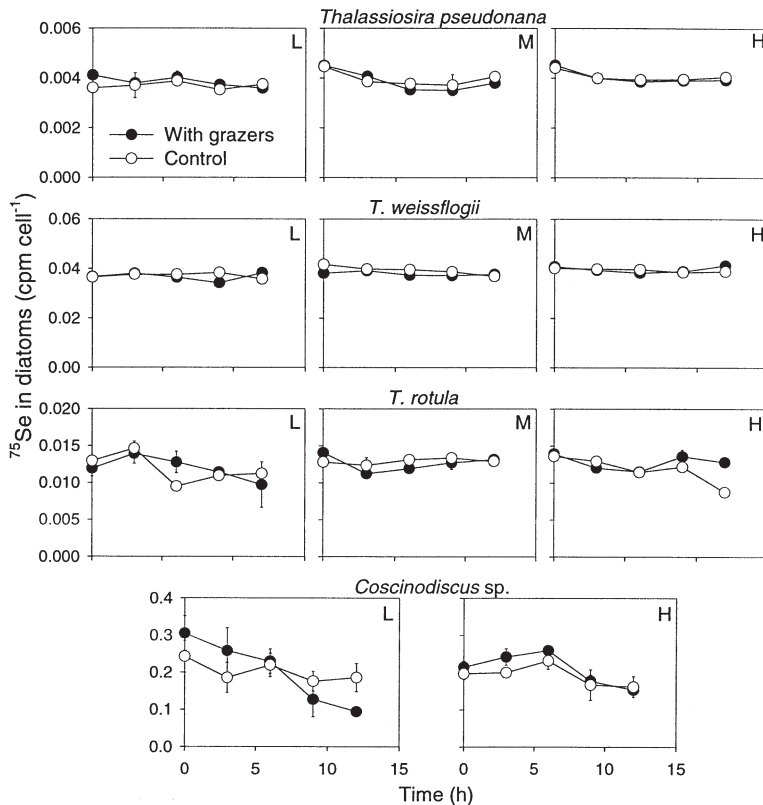 Thalassiosira pseudonana
0.006
0.004
0.002
0.000
L
M
H
With grazers
Control
T. weissflogii
0.06
0.04
0.02
0.00
L
M
H
⁷⁵Se in diatoms (cpm cell⁻¹)
T. rotula
0.020
0.015
0.010
0.005
0.000
L
M
H
Coscinodiscus sp.
0.4
0.3
0.2
0.1
0.0
L
H
0 5 10 15
0 5 10 15
Time (h)